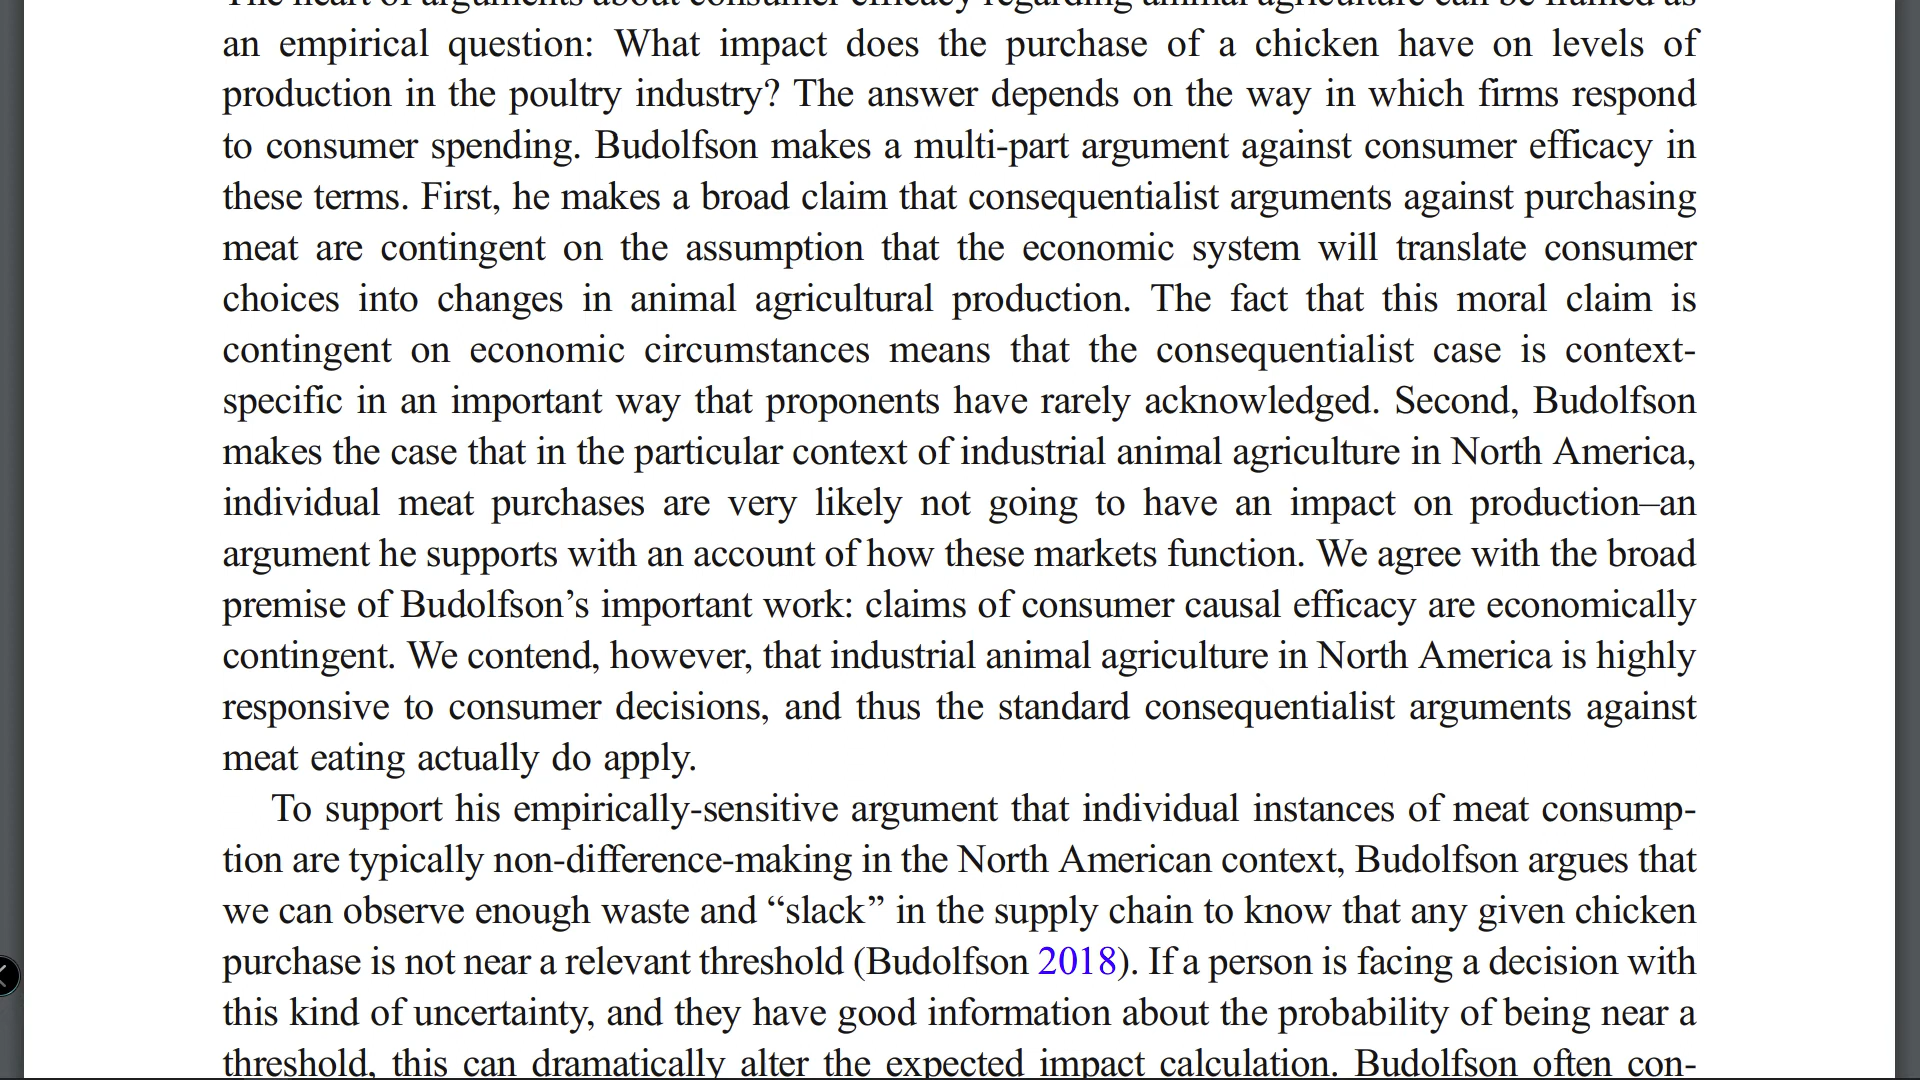 The heart of arguments about consumer efficacy regarding animal agriculture can be framed as
an empirical question: What impact does the purchase of a chicken have on levels of
production in the poultry industry? The answer depends on the way in which firms respond
to consumer spending. Budolfson makes a multi-part argument against consumer efficacy in
these terms. First, he makes a broad claim that consequentialist arguments against purchasing
meat are contingent on the assumption that the economic system will translate consumer
choices into changes in animal agricultural production. The fact that this moral claim is
contingent on economic circumstances means that the consequentialist case is context-
specific in an important way that proponents have rarely acknowledged. Second, Budolfson
makes the case that in the particular context of industrial animal agriculture in North America,
individual meat purchases are very likely not going to have an impact on production–an
argument he supports with an account of how these markets function. We agree with the broad
premise of Budolfson’s important work: claims of consumer causal efficacy are economically
contingent. We contend, however, that industrial animal agriculture in North America is highly
responsive to consumer decisions, and thus the standard consequentialist arguments against
meat eating actually do apply.
To support his empirically-sensitive argument that individual instances of meat consump-
tion are typically non-difference-making in the North American context, Budolfson argues that
we can observe enough waste and “slack” in the supply chain to know that any given chicken
purchase is not near a relevant threshold (Budolfson 2018). If a person is facing a decision with
this kind of uncertainty, and they have good information about the probability of being near a
threshold, this can dramatically alter the expected impact calculation. Budolfson often con-